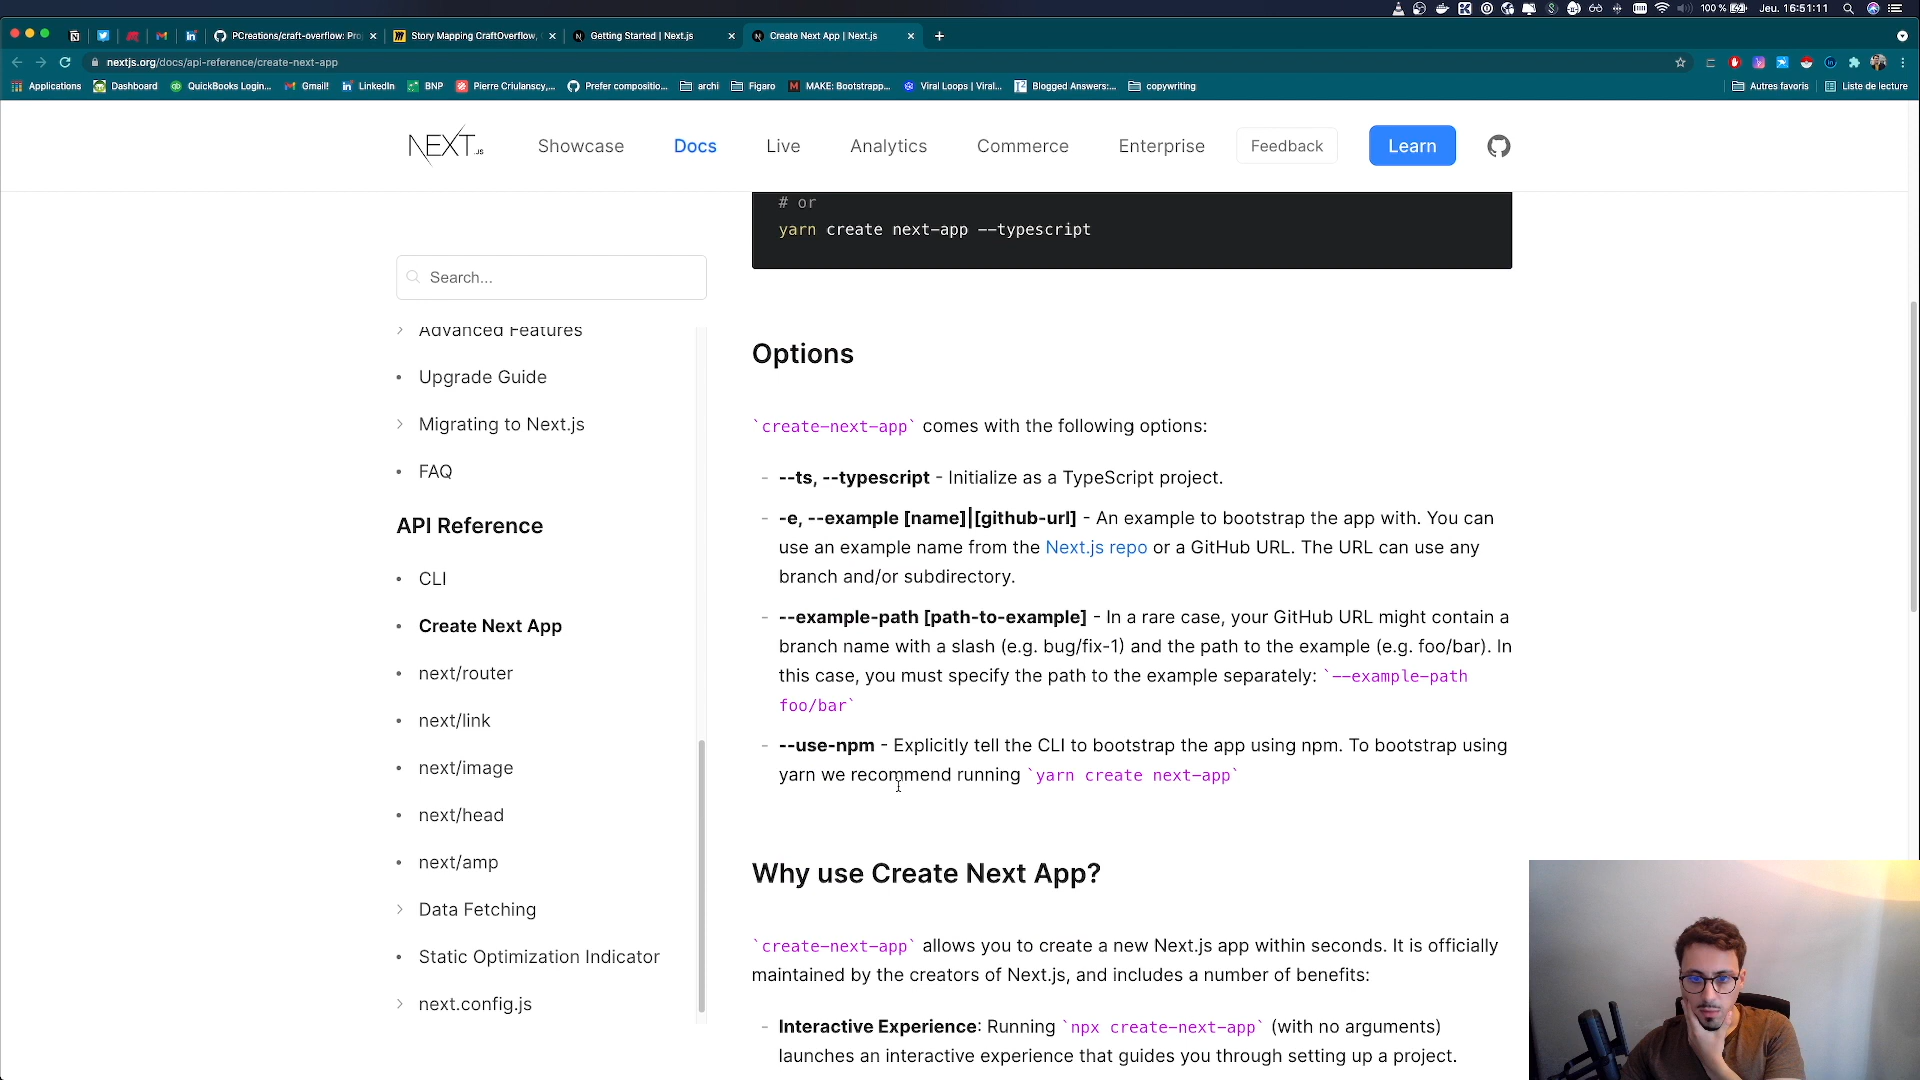 100 %
Jeu. 16:51:11
PCreations/craft-overflow: Pro
Story Mapping CraftOverflow,
Getting Started | Next.js
Create Next App | Next.js
nextjs.org/docs/api-reference/create-next-app
Applications
Dashboard
QuickBooks Login...
Gmail!
LinkedIn
BNP
Pierre Criulanscy,...
Prefer compositio...
archi
Figaro
MAKE: Bootstrapp...
Viral Loops | Viral...
Blogged Answers:...
copywriting
Autres favoris
Liste de lecture
NEXT.JS
Showcase
Docs
Live
Analytics
Commerce
Enterprise
Feedback
Learn
Search...
Advanced Features
Upgrade Guide
Migrating to Next.js
FAQ
API Reference
CLI
Create Next App
next/router
next/link
next/image
next/head
next/amp
Data Fetching
Static Optimization Indicator
next.config.js
# or
yarn create next-app --typescript
Options
`create-next-app` comes with the following options:
- --ts, --typescript - Initialize as a TypeScript project.
- -e, --example [name]|[github-url] - An example to bootstrap the app with. You can
use an example name from the Next.js repo or a GitHub URL. The URL can use any
branch and/or subdirectory.
- --example-path [path-to-example] - In a rare case, your GitHub URL might contain a
branch name with a slash (e.g. bug/fix-1) and the path to the example (e.g. foo/bar). In
this case, you must specify the path to the example separately: `--example-path
foo/bar`
- --use-npm - Explicitly tell the CLI to bootstrap the app using npm. To bootstrap using
yarn we recommend running `yarn create next-app`
Why use Create Next App?
`create-next-app` allows you to create a new Next.js app within seconds. It is officially
maintained by the creators of Next.js, and includes a number of benefits:
- Interactive Experience: Running `npx create-next-app` (with no arguments)
launches an interactive experience that guides you through setting up a project.